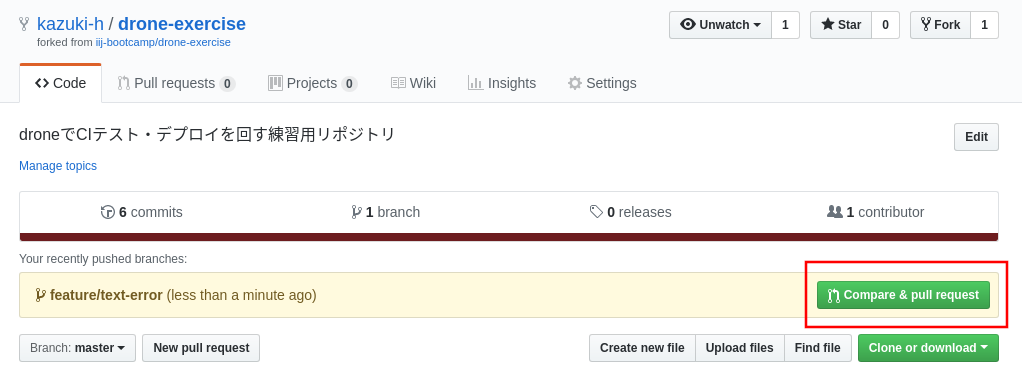 kazuki-h / drone-exercise
forked from iij-bootcamp/drone-exercise
Unwatch 1 Star 0 Fork 1
Code Pull requests 0 Projects 0 Wiki Insights Settings
droneでCIテスト・デプロイを回す練習用リポジトリ
Edit
Manage topics
6 commits 1 branch 0 releases 1 contributor
Your recently pushed branches:
feature/text-error (less than a minute ago) Compare & pull request
Branch: master New pull request Create new file Upload files Find file Clone or download